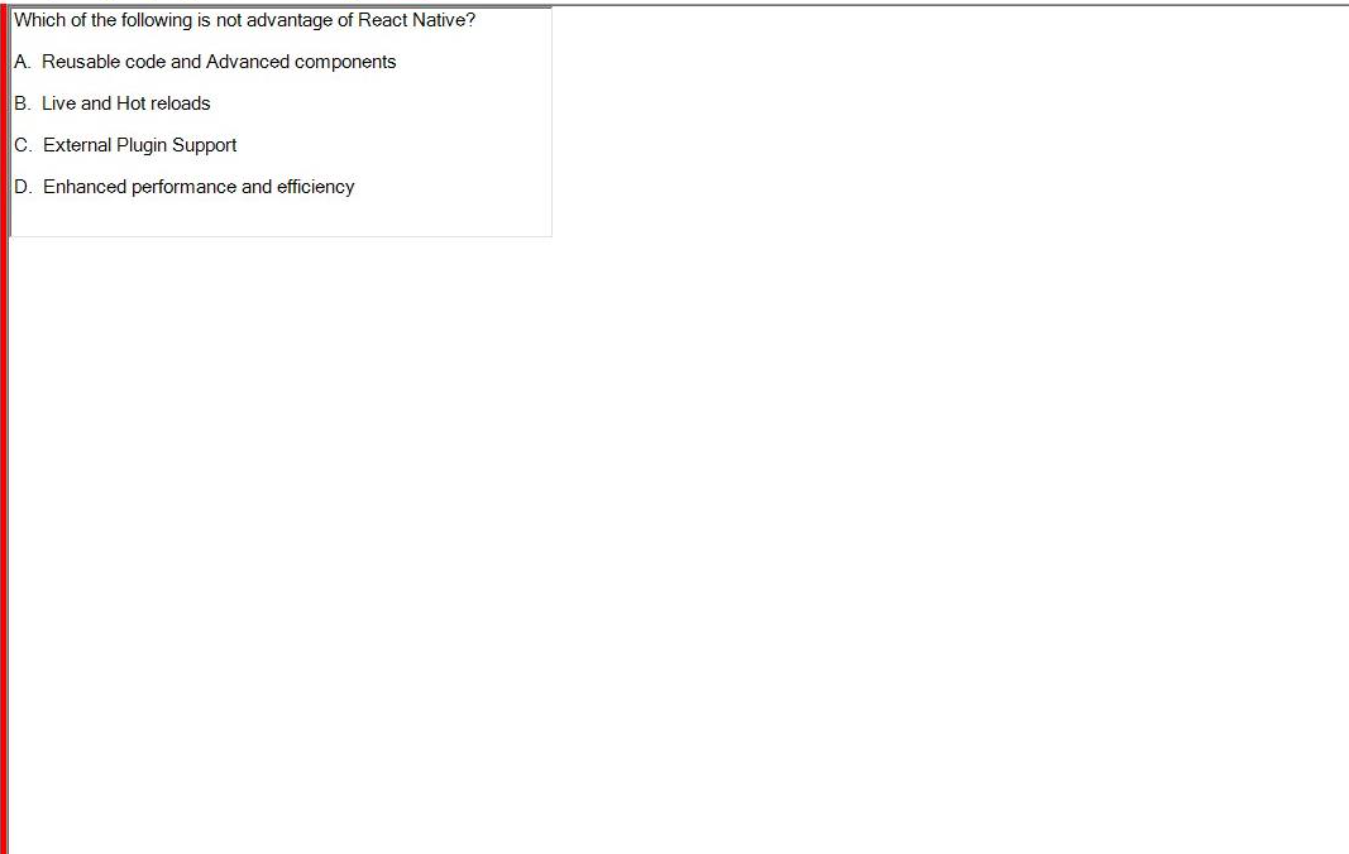 Which of the following is not advantage of React Native?
A. Reusable code and Advanced components
B. Live and Hot reloads
C. External Plugin Support
D. Enhanced performance and efficiency